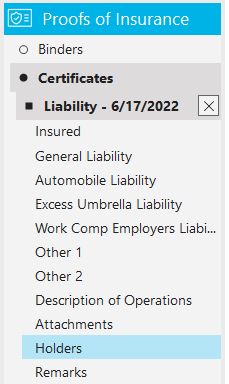 Proofs of Insurance
Binders
Certificates
Liability - 6/17/2022
Insured
General Liability
Automobile Liability
Excess Umbrella Liability
Work Comp Employers Liabi...
Other 1
Other 2
Description of Operations
Attachments
Holders
Remarks